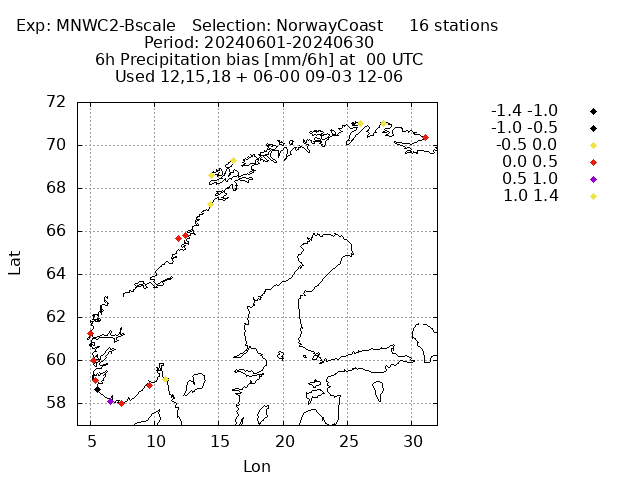 Exp: MNWC2-Bscale   Selection: NorwayCoast     16 stations
Period: 20240601-20240630
6h Precipitation bias [mm/6h] at  00 UTC
Used 12,15,18 + 06-00 09-03 12-06
-1.4 -1.0
-1.0 -0.5
-0.5 0.0
0.0 0.5
0.5 1.0
1.0 1.4
72
70
68
66
64
62
60
58
Lat
5 10 15 20 25 30
Lon